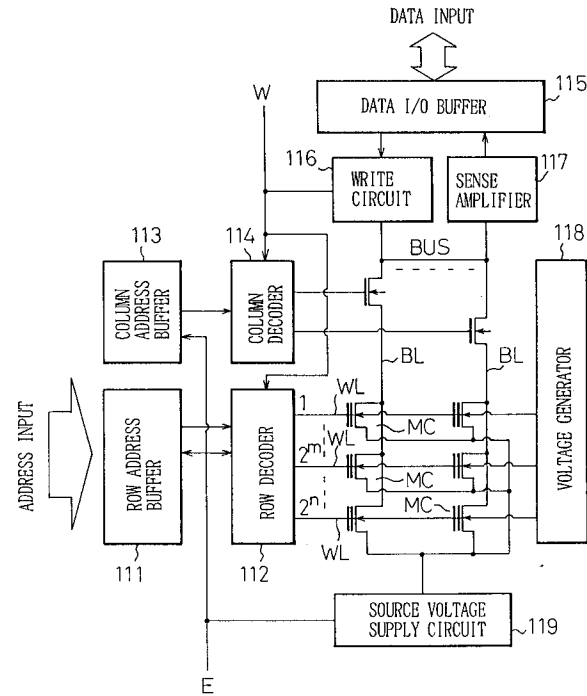 DATA INPUT
115
W
DATA I/O BUFFER
116
117
WRITE
CIRCUIT
SENSE
AMPLIFIER
113
114
118
BUS
COLUMN
ADDRESS
BUFFER
COLUMN
DECODER
BL
BL
ADDRESS INPUT
ROW ADDRESS
BUFFER
ROW DECODER
VOLTAGE GENERATOR
1
WL
MC
2^m
WL
MC
MC
2^n
WL
111
112
SOURCE VOLTAGE
SUPPLY CIRCUIT
119
E